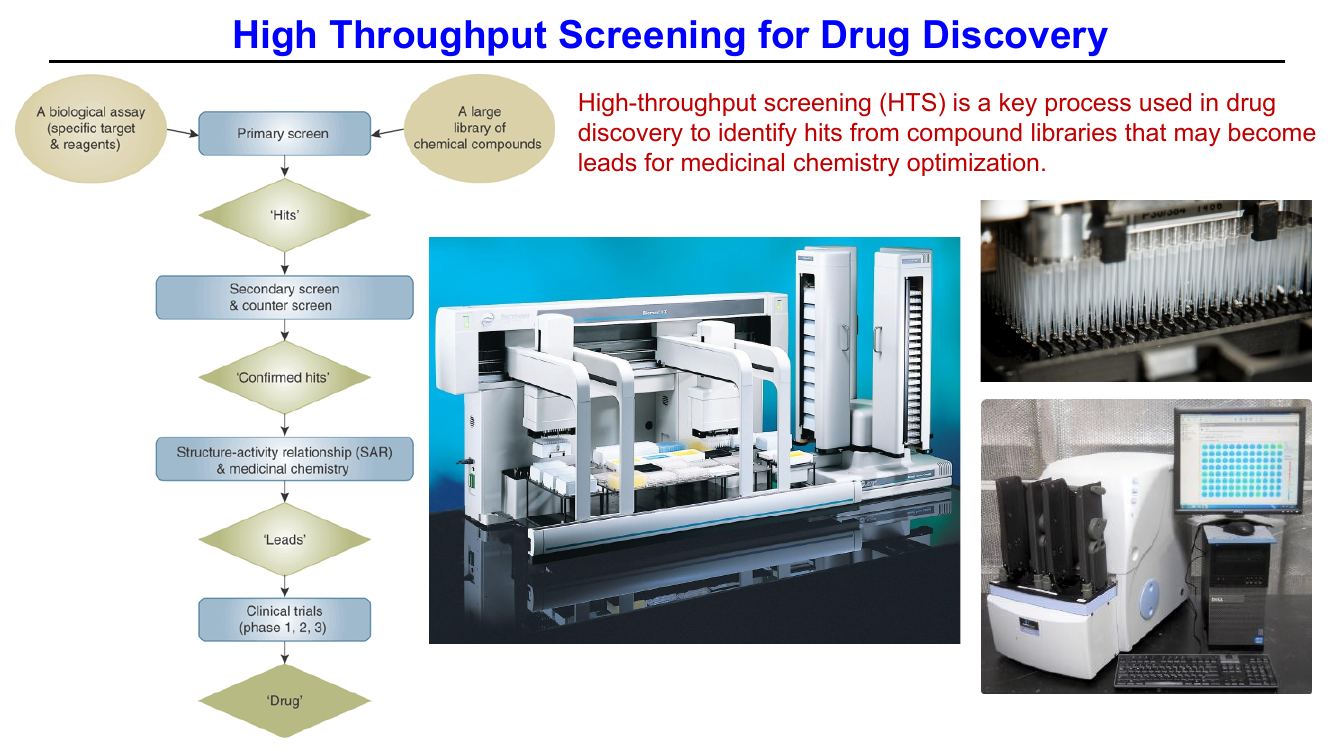 High Throughput Screening for Drug Discovery
A biological assay
(specific target
& reagents)
Primary screen
A large
library of
chemical compounds
High-throughput screening (HTS) is a key process used in drug
discovery to identify hits from compound libraries that may become
leads for medicinal chemistry optimization.
‘Hits’
Secondary screen
& counter screen
‘Confirmed hits’
Structure-activity relationship (SAR)
& medicinal chemistry
‘Leads’
Clinical trials
(phase 1, 2, 3)
‘Drug’
DELL